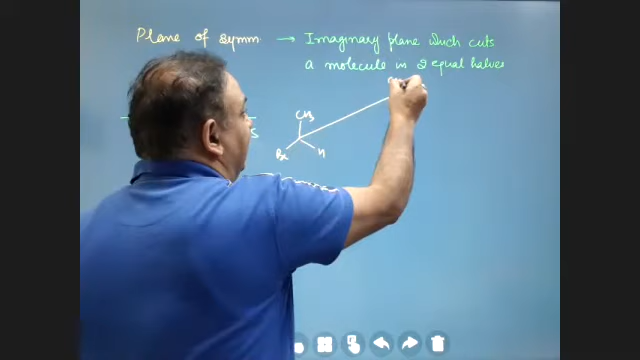 Plane of symm. → Imaginary plane which cuts
a molecule in 2 equal halves
CH3
Br H